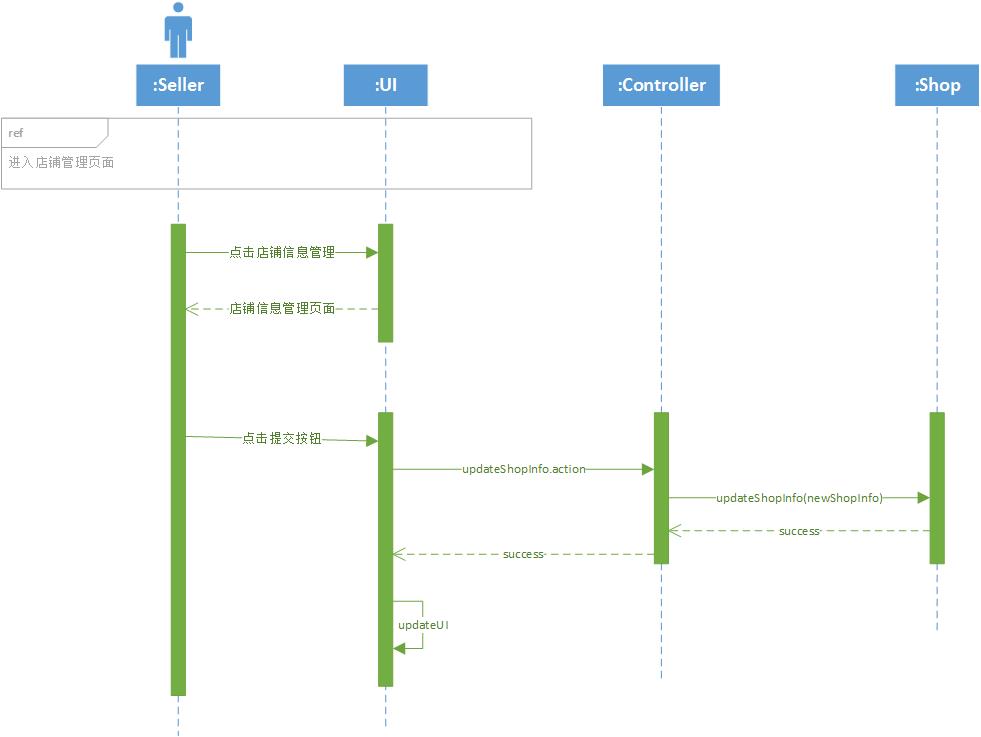 :Seller
:UI
:Controller
:Shop
ref
进入店铺管理页面
点击店铺信息管理
店铺信息管理页面
点击提交按钮
updateShopInfo.action
updateShopInfo(newShopInfo)
success
success
updateUI